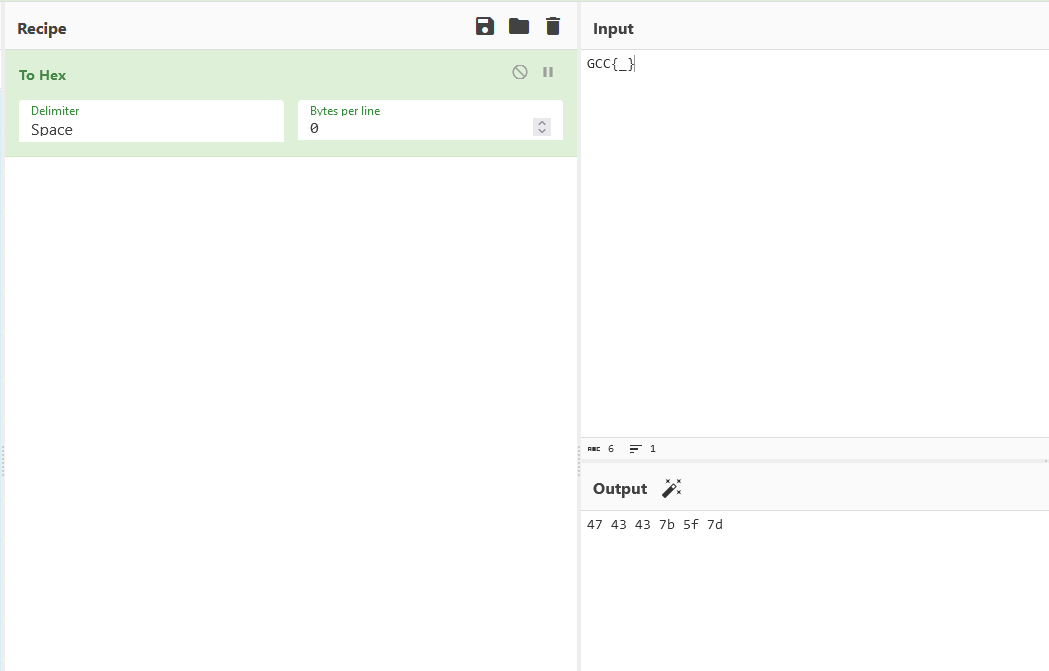 Recipe
To Hex
Delimiter
Space
Bytes per line
0
Input
GCC{_}
ABC 6 1
Output
47 43 43 7b 5f 7d